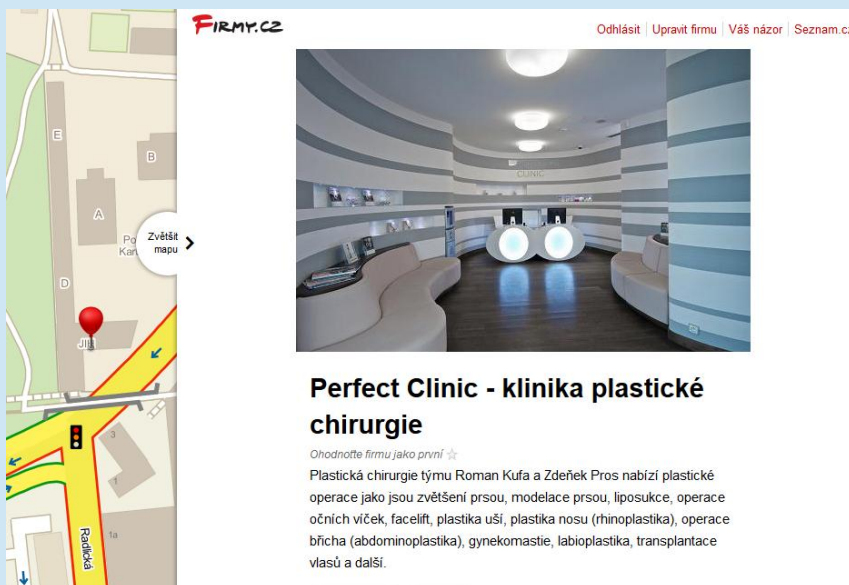 FIRMY.CZ
Odhlásit | Upravit firmu | Váš názor | Seznam.cz
E
B
A
Zvětšit
mapu
D
CLINIC
3
1
1a
Radlická
Perfect Clinic - klinika plastické
chirurgie
Ohodnoťte firmu jako první
Plastická chirurgie týmu Roman Kufa a Zdeněk Pros nabízí plastické
operace jako jsou zvětšení prsou, modelace prsou, liposukce, operace
očních víček, facelift, plastika uší, plastika nosu (rhinoplastika), operace
břicha (abdominoplastika), gynekomastie, labioplastika, transplantace
vlasů a další.